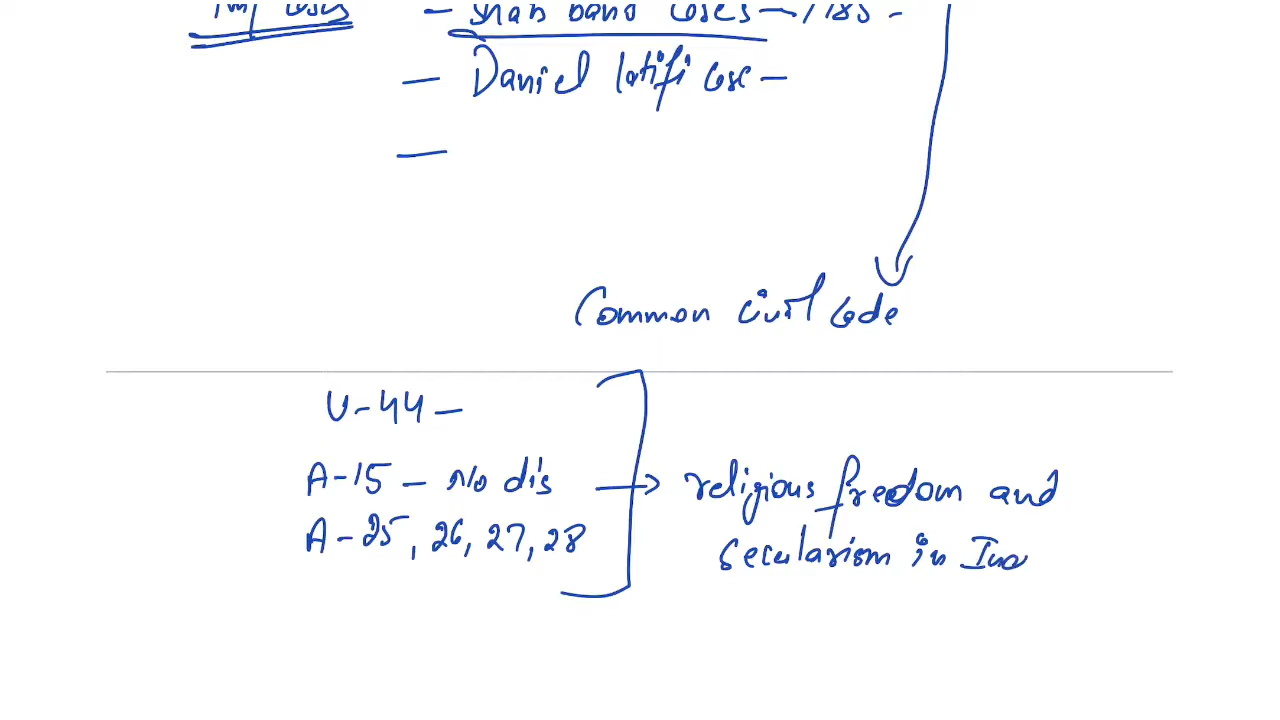 Imp cases - Shah bano cases - 1985 -
- Daniel latifi case -
-
Common civil code
U-44 -
A-15 - no dis → religious freedom and
A-25, 26, 27, 28 secularism in Ind